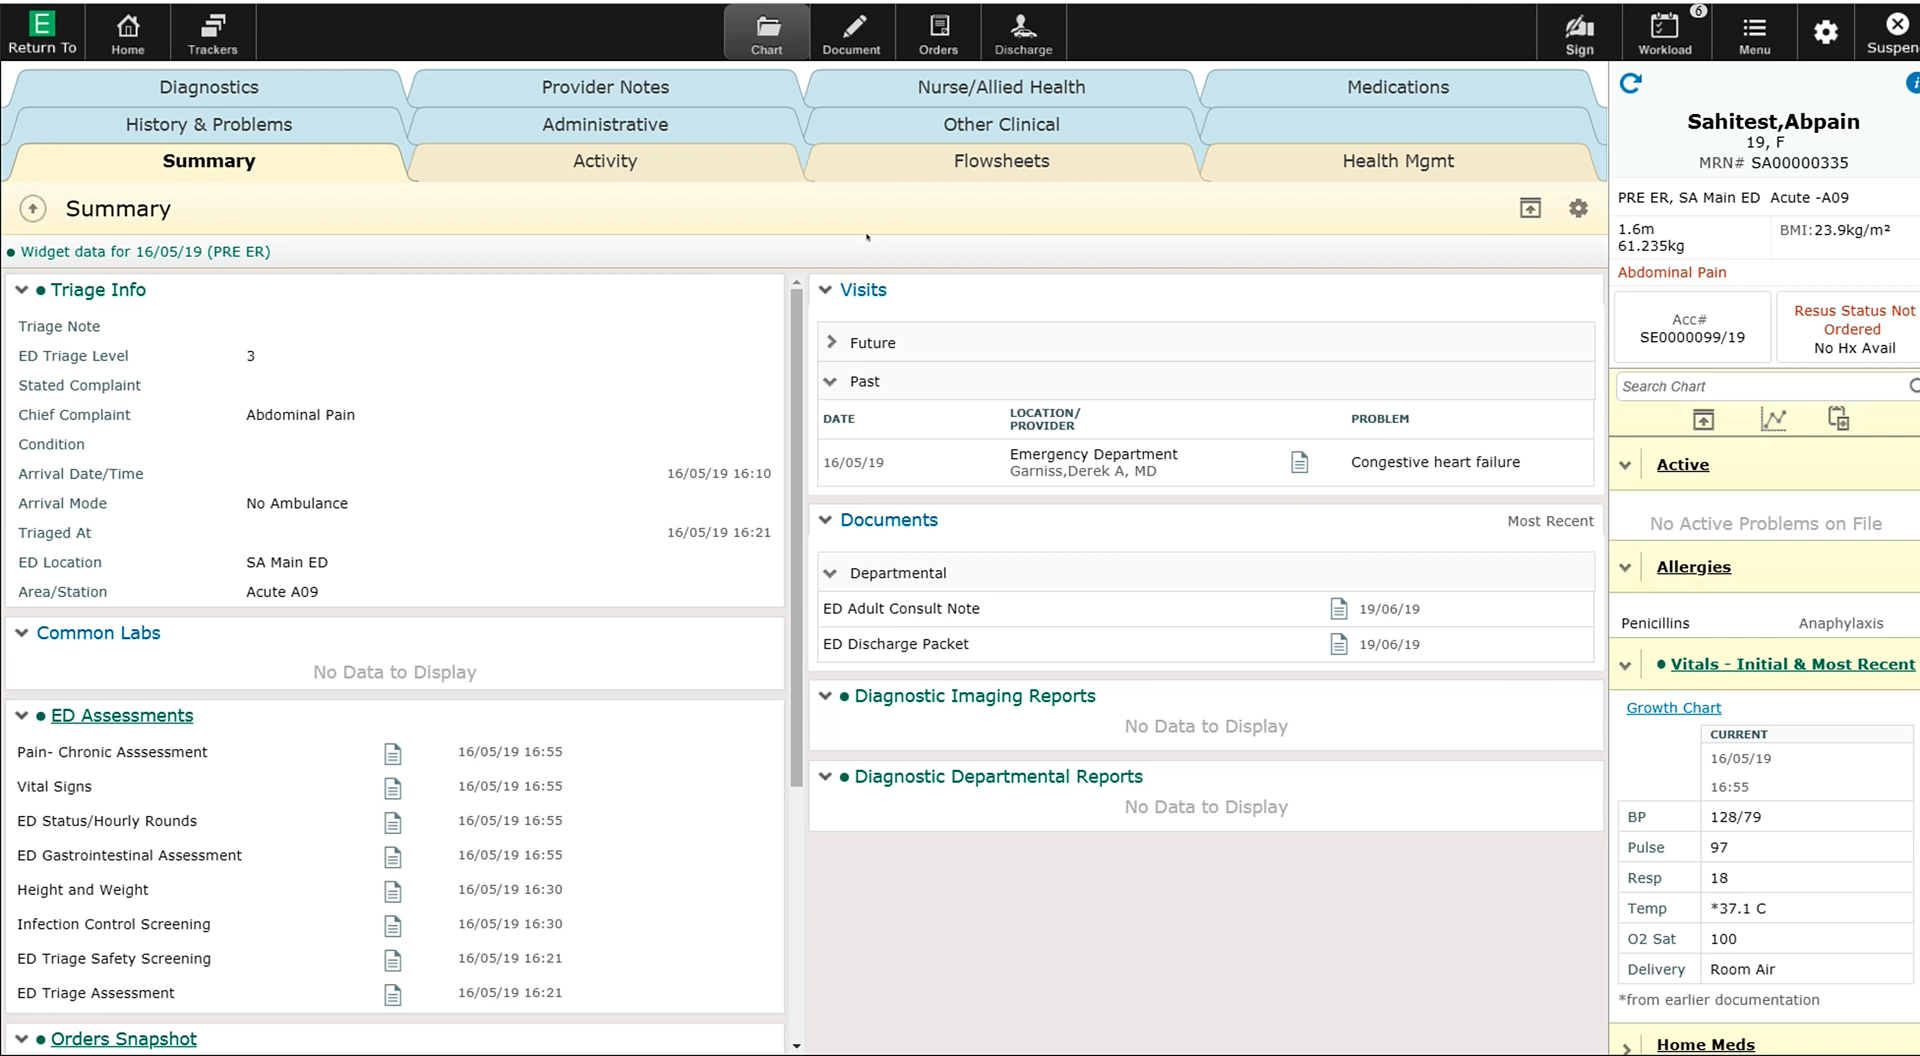 E
Return To
Home
Trackers
Chart
Document
Orders
Discharge
Sign
6
Workload
Menu
Suspen
Diagnostics
Provider Notes
Nurse/Allied Health
Medications
History & Problems
Administrative
Other Clinical
Summary
Activity
Flowsheets
Health Mgmt
Summary
Widget data for 16/05/19 (PRE ER)
Triage Info
Triage Note
ED Triage Level 3
Stated Complaint
Chief Complaint Abdominal Pain
Condition
Arrival Date/Time 16/05/19 16:10
Arrival Mode No Ambulance
Triaged At 16/05/19 16:21
ED Location SA Main ED
Area/Station Acute A09
Common Labs
No Data to Display
ED Assessments
Pain- Chronic Asssessment 16/05/19 16:55
Vital Signs 16/05/19 16:55
ED Status/Hourly Rounds 16/05/19 16:55
ED Gastrointestinal Assessment 16/05/19 16:55
Height and Weight 16/05/19 16:30
Infection Control Screening 16/05/19 16:30
ED Triage Safety Screening 16/05/19 16:21
ED Triage Assessment 16/05/19 16:21
Orders Snapshot
Visits
Future
Past
DATE LOCATION/ PROBLEM
PROVIDER
16/05/19 Emergency Department Congestive heart failure
Garniss,Derek A, MD
Documents Most Recent
Departmental
ED Adult Consult Note 19/06/19
ED Discharge Packet 19/06/19
Diagnostic Imaging Reports
No Data to Display
Diagnostic Departmental Reports
No Data to Display
i
Sahitest,Abpain
19, F
MRN# SA00000335
PRE ER, SA Main ED Acute -A09
1.6m BMI:23.9kg/m²
61.235kg
Abdominal Pain
Acc#
SE0000099/19
Resus Status Not
Ordered
No Hx Avail
Search Chart
Active
No Active Problems on File
Allergies
Penicillins Anaphylaxis
Vitals - Initial & Most Recent
Growth Chart
CURRENT
16/05/19
16:55
BP 128/79
Pulse 97
Resp 18
Temp *37.1 C
O2 Sat 100
Delivery Room Air
*from earlier documentation
Home Meds